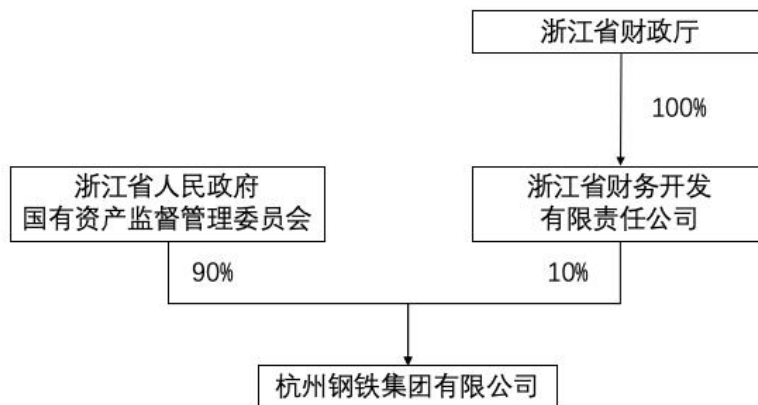 浙江省财政厅
100%
浙江省人民政府
国有资产监督管理委员会
浙江省财务开发
有限责任公司
90%
10%
杭州钢铁集团有限公司